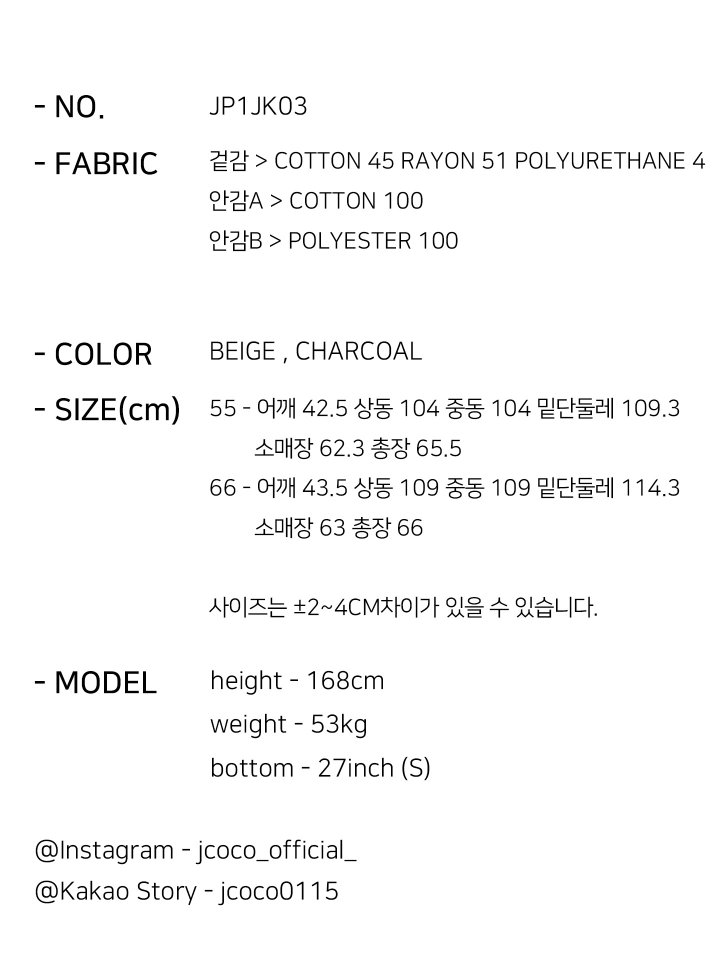 - NO. JP1JK03
- FABRIC 겉감 > COTTON 45 RAYON 51 POLYURETHANE 4
안감A > COTTON 100
안감B > POLYESTER 100
- COLOR BEIGE , CHARCOAL
- SIZE(cm) 55 - 어깨 42.5 상동 104 중동 104 밑단둘레 109.3
소매장 62.3 총장 65.5
66 - 어깨 43.5 상동 109 중동 109 밑단둘레 114.3
소매장 63 총장 66
사이즈는 ±2~4CM차이가 있을 수 있습니다.
- MODEL height - 168cm
weight - 53kg
bottom - 27inch (S)
@Instagram - jcoco_official_
@Kakao Story - jcoco0115